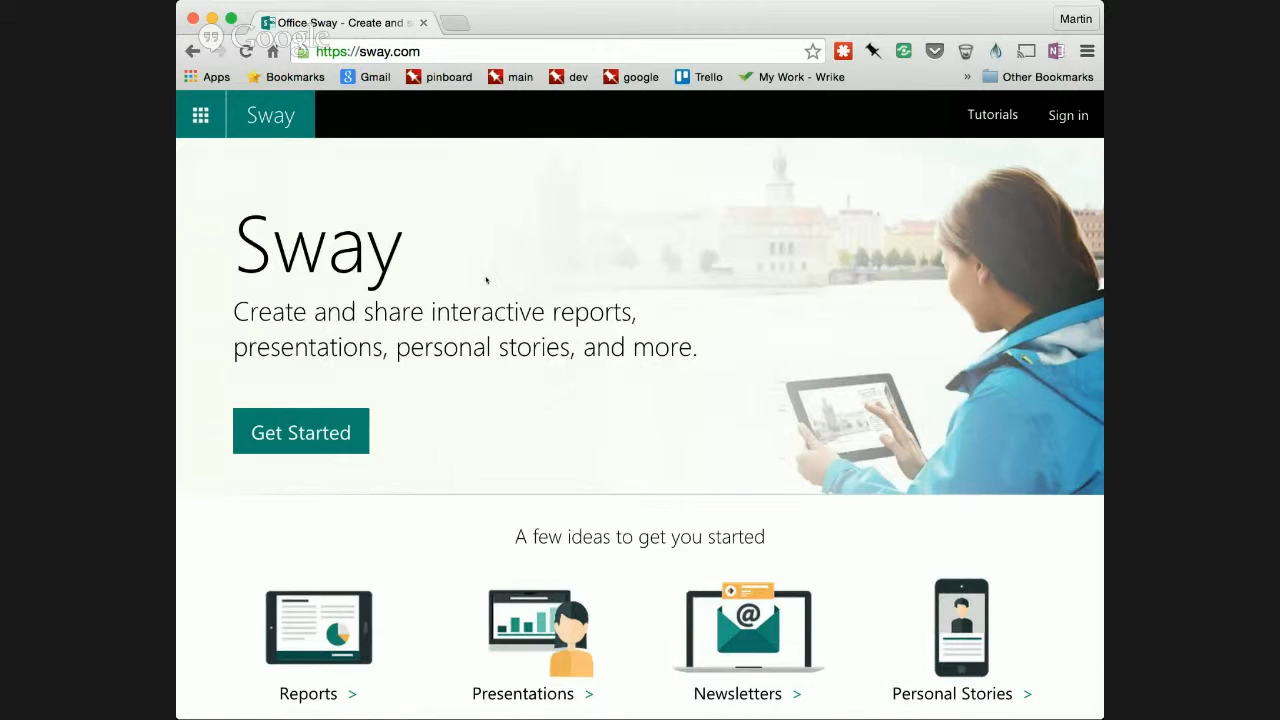 Office Sway - Create and s
Martin
Google
https://sway.com
Apps Bookmarks Gmail pinboard main dev google Trello My Work - Wrike » Other Bookmarks
Sway
Tutorials Sign in
Sway
Create and share interactive reports,
presentations, personal stories, and more.
Get Started
A few ideas to get you started
Reports >
Presentations >
Newsletters >
Personal Stories >